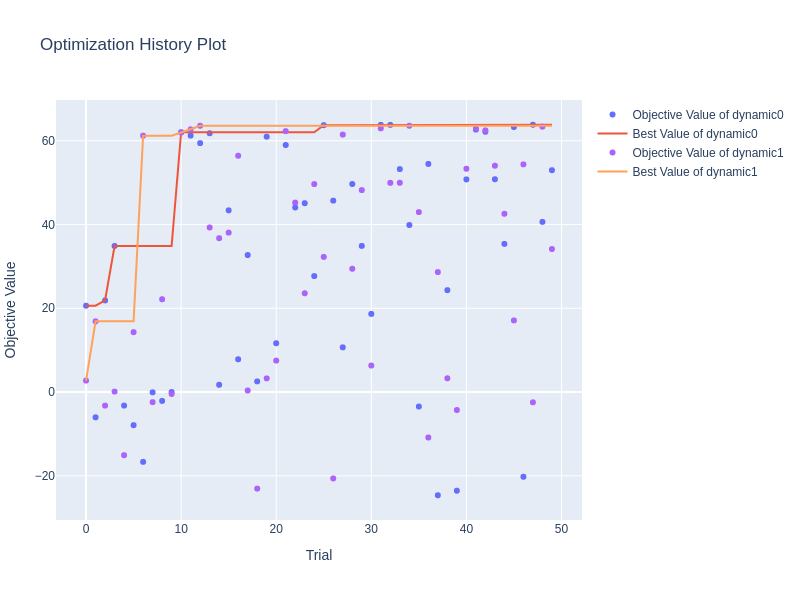 Optimization History Plot
Objective Value of dynamic0
Best Value of dynamic0
Objective Value of dynamic1
Best Value of dynamic1
60
40
20
0
−20
0 10 20 30 40 50
Trial
Objective Value